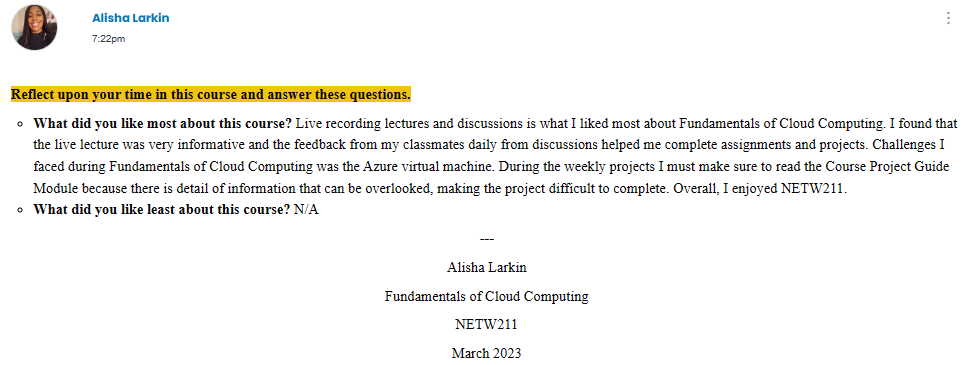 Alisha Larkin
7:22pm
Reflect upon your time in this course and answer these questions.
What did you like most about this course? Live recording lectures and discussions is what I liked most about Fundamentals of Cloud Computing. I found that
the live lecture was very informative and the feedback from my classmates daily from discussions helped me complete assignments and projects. Challenges I
faced during Fundamentals of Cloud Computing was the Azure virtual machine. During the weekly projects I must make sure to read the Course Project Guide
Module because there is detail of information that can be overlooked, making the project difficult to complete. Overall, I enjoyed NETW211.
What did you like least about this course? N/A
---
Alisha Larkin
Fundamentals of Cloud Computing
NETW211
March 2023